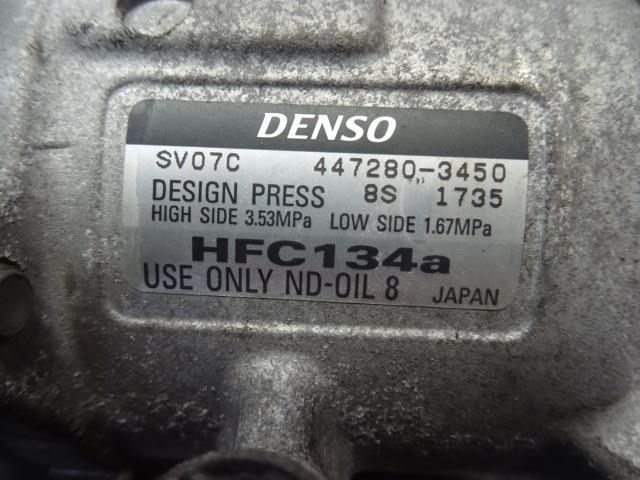 DENSO
SV07C 447280-3450
DESIGN PRESS 8S 1735
HIGH SIDE 3.53MPa LOW SIDE 1.67MPa
HFC134a
USE ONLY ND-OIL 8 JAPAN